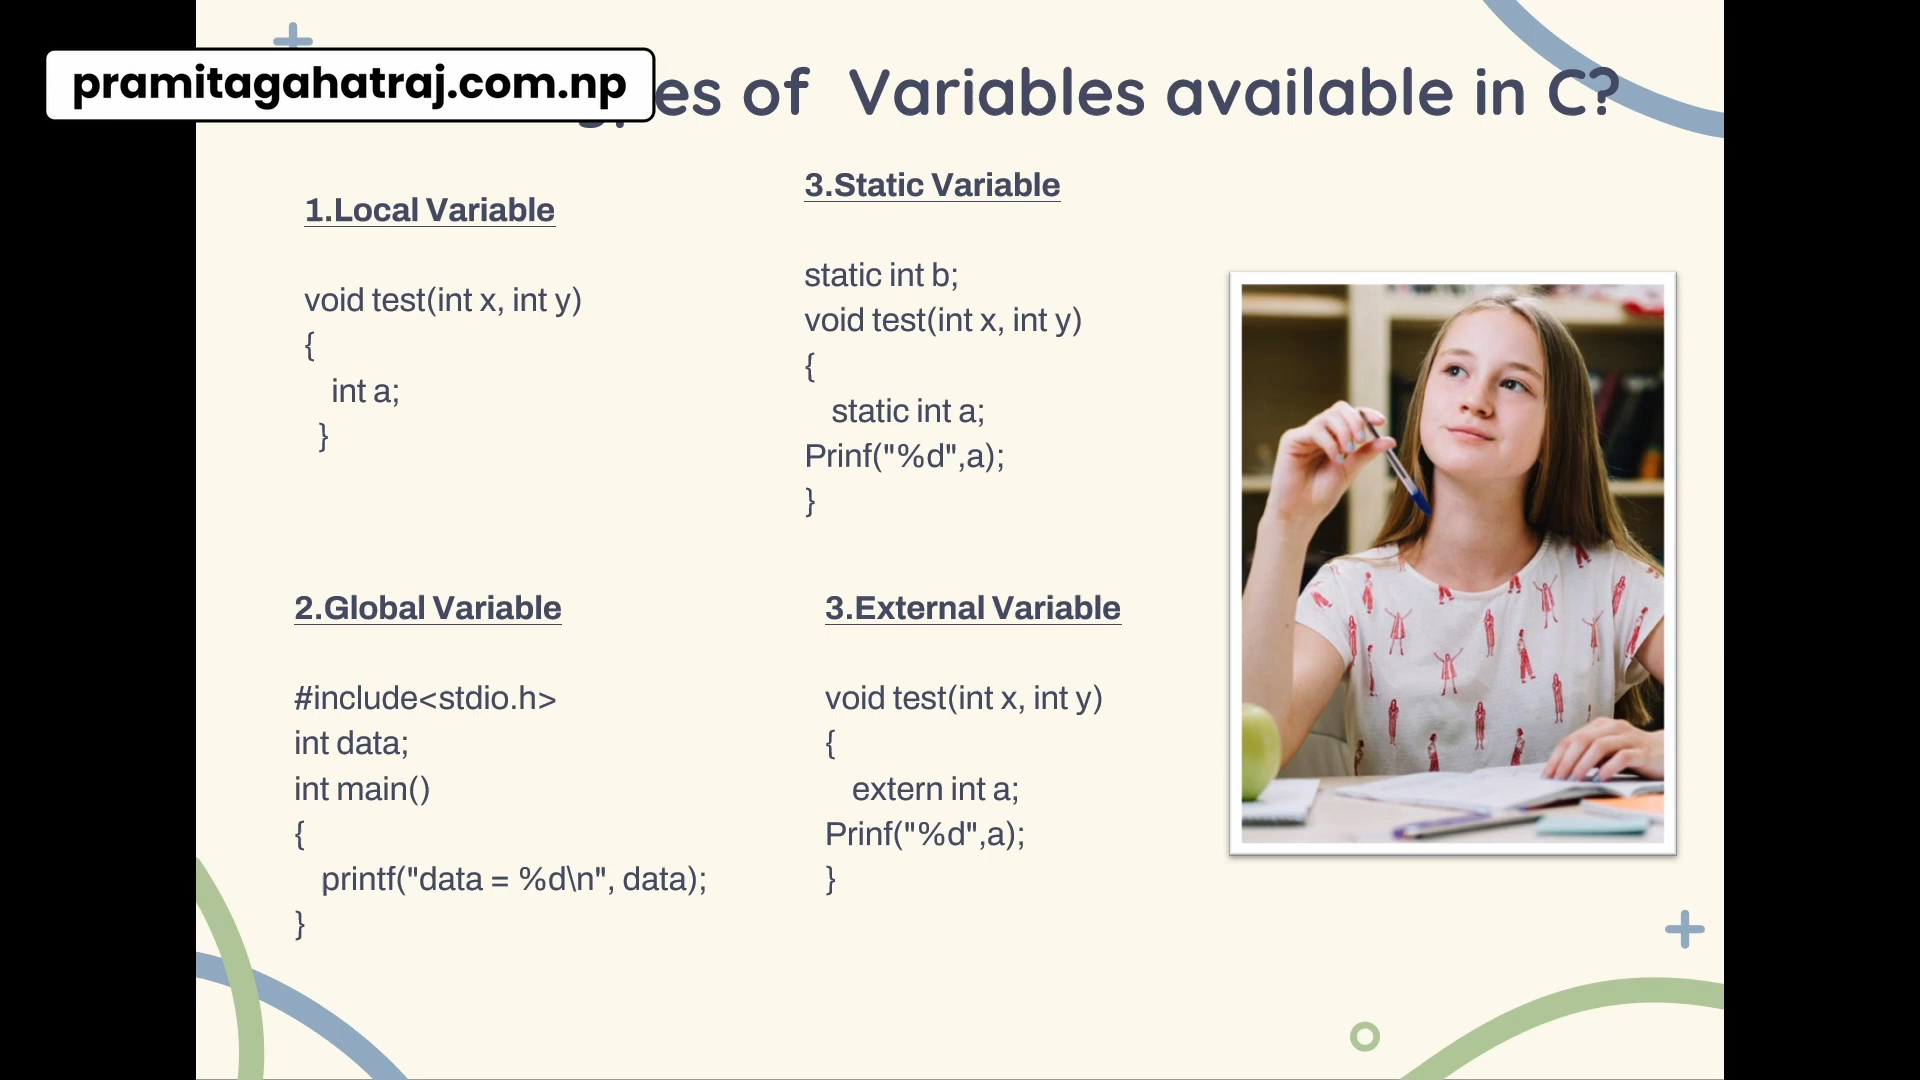 pramitagahatraj.com.np
of Variables available in C?
1.Local Variable
void test(int x, int y)
{
int a;
}
2.Global Variable
#include<stdio.h>
int data;
int main()
{
printf("data = %d\n", data);
}
3.Static Variable
static int b;
void test(int x, int y)
{
static int a;
Prinf("%d",a);
}
3.External Variable
void test(int x, int y)
{
extern int a;
Prinf("%d",a);
}